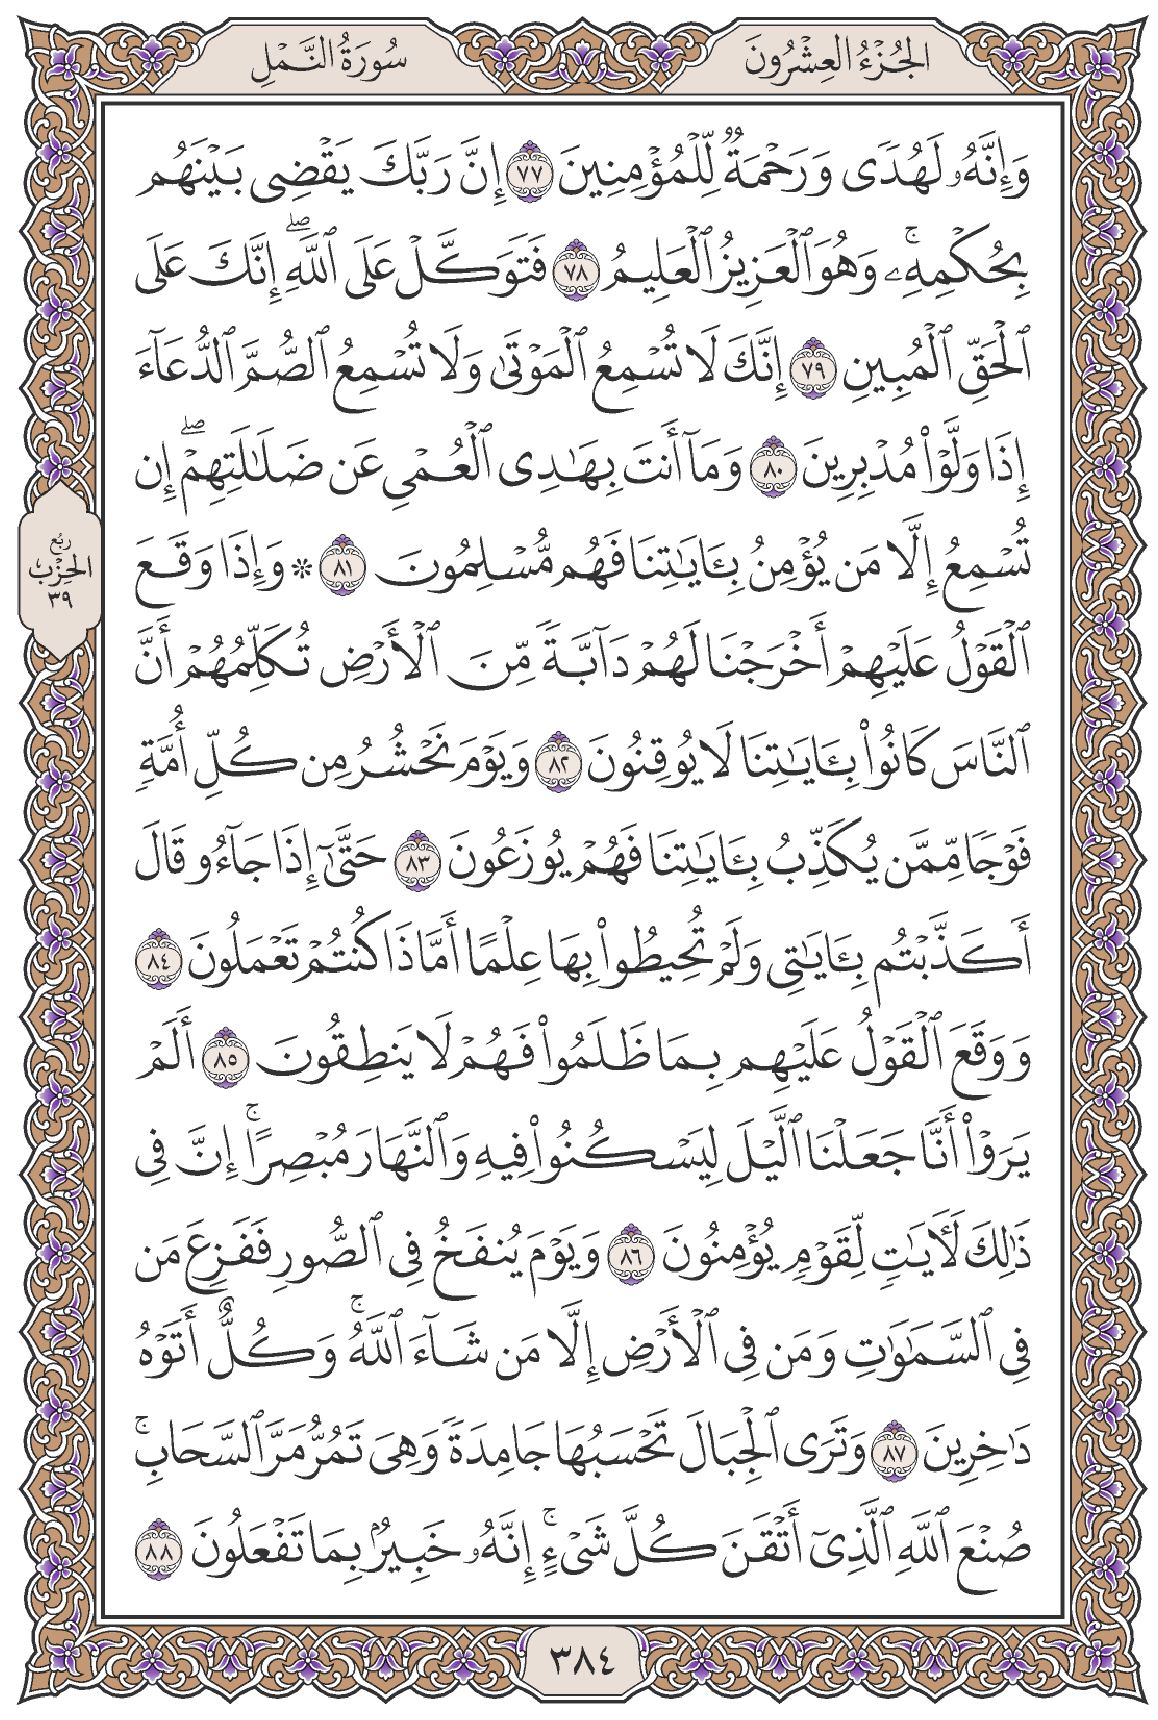 الجُزْءُ العِشْرُونَ
سُورَةُ النَّمْلِ
وَإِنَّهُۥ لَهُدٗى وَرَحۡمَةٞ لِّلۡمُؤۡمِنِينَ ٧٧ إِنَّ رَبَّكَ يَقۡضِي بَيۡنَهُم
بِحُكۡمِهِۦۚ وَهُوَ ٱلۡعَزِيزُ ٱلۡعَلِيمُ ٧٨ فَتَوَكَّلۡ عَلَى ٱللَّهِۖ إِنَّكَ عَلَى
ٱلۡحَقِّ ٱلۡمُبِينِ ٧٩ إِنَّكَ لَا تُسۡمِعُ ٱلۡمَوۡتَىٰ وَلَا تُسۡمِعُ ٱلصُّمَّ ٱلدُّعَآءَ
إِذَا وَلَّوۡاْ مُدۡبِرِينَ ٨٠ وَمَآ أَنتَ بِهَٰدِي ٱلۡعُمۡيِ عَن ضَلَٰلَتِهِمۡۖ إِن
تُسۡمِعُ إِلَّا مَن يُؤۡمِنُ بِـَٔايَٰتِنَا فَهُم مُّسۡلِمُونَ ٨١ ۞ وَإِذَا وَقَعَ
رُبْعُ
الحِزْبِ
٣٩
ٱلۡقَوۡلُ عَلَيۡهِمۡ أَخۡرَجۡنَا لَهُمۡ دَآبَّةٗ مِّنَ ٱلۡأَرۡضِ تُكَلِّمُهُمۡ أَنَّ
ٱلنَّاسَ كَانُواْ بِـَٔايَٰتِنَا لَا يُوقِنُونَ ٨٢ وَيَوۡمَ نَحۡشُرُ مِن كُلِّ أُمَّةٖ
فَوۡجٗا مِّمَّن يُكَذِّبُ بِـَٔايَٰتِنَا فَهُمۡ يُوزَعُونَ ٨٣ حَتَّىٰٓ إِذَا جَآءُو قَالَ
أَكَذَّبۡتُم بِـَٔايَٰتِي وَلَمۡ تُحِيطُواْ بِهَا عِلۡمًا أَمَّاذَا كُنتُمۡ تَعۡمَلُونَ ٨٤
وَوَقَعَ ٱلۡقَوۡلُ عَلَيۡهِم بِمَا ظَلَمُواْ فَهُمۡ لَا يَنطِقُونَ ٨٥ أَلَمۡ
يَرَوۡاْ أَنَّا جَعَلۡنَا ٱلَّيۡلَ لِيَسۡكُنُواْ فِيهِ وَٱلنَّهَارَ مُبۡصِرًاۚ إِنَّ فِي
ذَٰلِكَ لَأٓيَٰتٖ لِّقَوۡمٖ يُؤۡمِنُونَ ٨٦ وَيَوۡمَ يُنفَخُ فِي ٱلصُّورِ فَفَزِعَ مَن
فِي ٱلسَّمَٰوَٰتِ وَمَن فِي ٱلۡأَرۡضِ إِلَّا مَن شَآءَ ٱللَّهُۚ وَكُلٌّ أَتَوۡهُ
دَٰخِرِينَ ٨٧ وَتَرَى ٱلۡجِبَالَ تَحۡسَبُهَا جَامِدَةٗ وَهِيَ تَمُرُّ مَرَّ ٱلسَّحَابِۚ
صُنۡعَ ٱللَّهِ ٱلَّذِيٓ أَتۡقَنَ كُلَّ شَيۡءٍۚ إِنَّهُۥ خَبِيرُۢ بِمَا تَفۡعَلُونَ ٨٨
٣٨٤